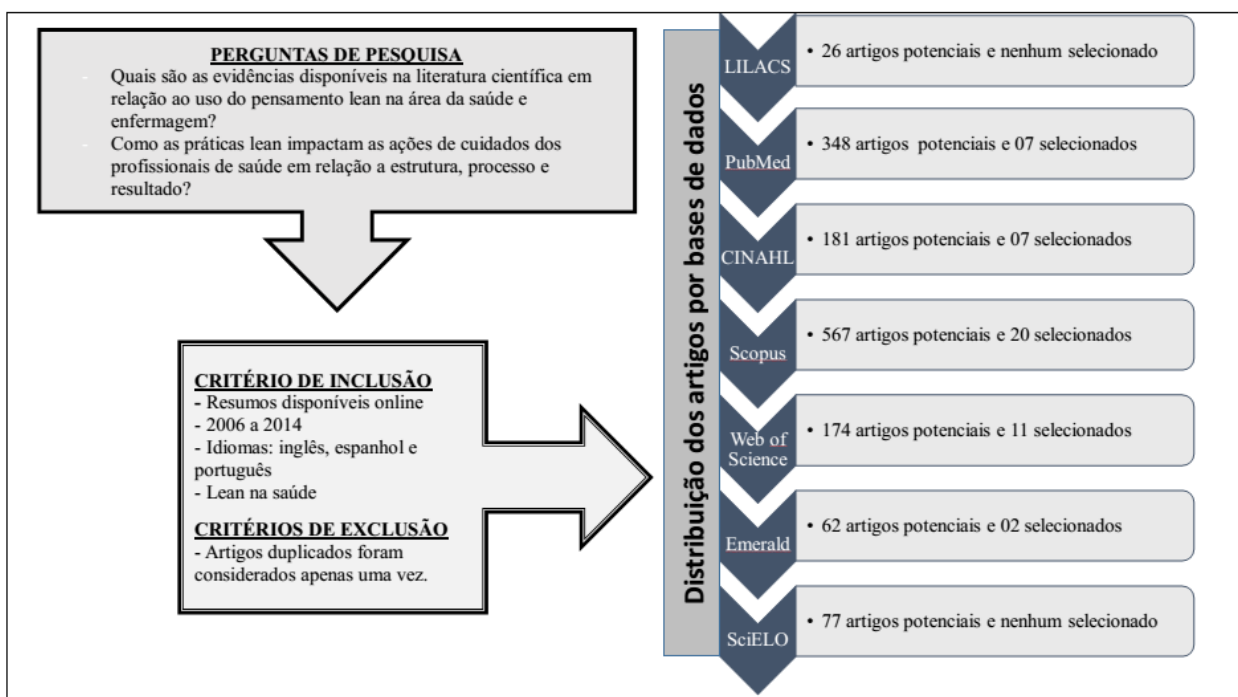 PERGUNTAS DE PESQUISA
- Quais são as evidências disponíveis na literatura científica em
relação ao uso do pensamento lean na área da saúde e
enfermagem?
- Como as práticas lean impactam as ações de cuidados dos
profissionais de saúde em relação a estrutura, processo e
resultado?
CRITÉRIO DE INCLUSÃO
- Resumos disponíveis online
- 2006 a 2014
- Idiomas: inglês, espanhol e
português
- Lean na saúde
CRITÉRIOS DE EXCLUSÃO
- Artigos duplicados foram
considerados apenas uma vez.
Distribuição dos artigos por bases de dados
LILACS
• 26 artigos potenciais e nenhum selecionado
PubMed
• 348 artigos potenciais e 07 selecionados
CINAHL
• 181 artigos potenciais e 07 selecionados
Scopus
• 567 artigos potenciais e 20 selecionados
Web of
Science
• 174 artigos potenciais e 11 selecionados
Emerald
• 62 artigos potenciais e 02 selecionados
SciELO
• 77 artigos potenciais e nenhum selecionado